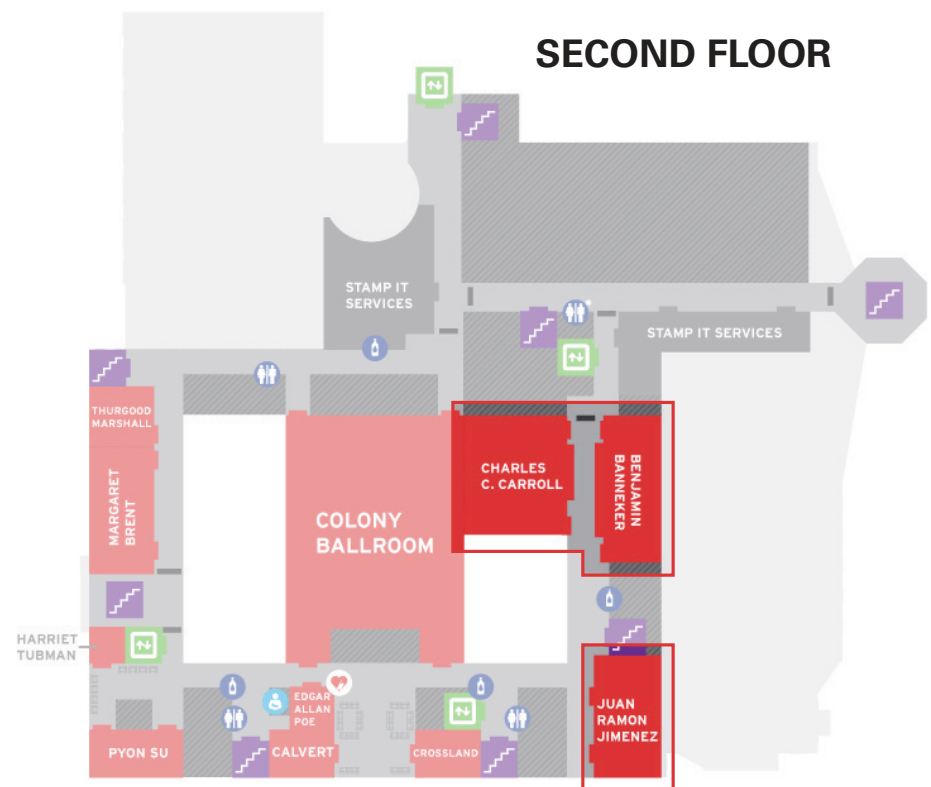 SECOND FLOOR
STAMP IT
SERVICES
STAMP IT SERVICES
THURGOOD
MARSHALL
MARGARET
BRENT
COLONY
BALLROOM
CHARLES
C. CARROLL
BENJAMIN
BANNEKER
HARRIET
TUBMAN
EDGAR
ALLAN
POE
JUAN
RAMON
JIMENEZ
PYON SU
CALVERT
CROSSLAND